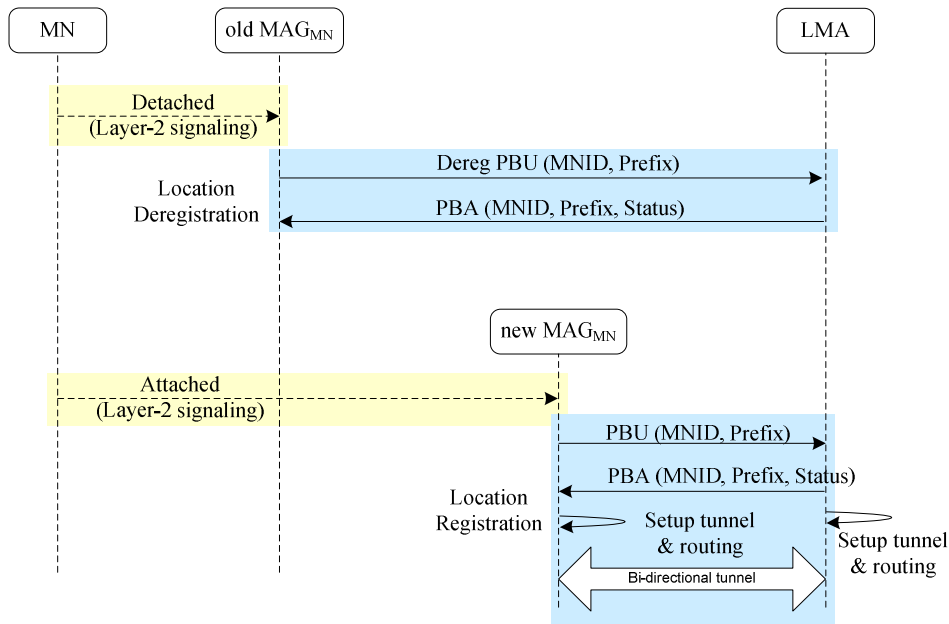 MN
old MAGMN
LMA
Detached
(Layer-2 signaling)
Dereg PBU (MNID, Prefix)
Location
Deregistration
PBA (MNID, Prefix, Status)
new MAGMN
Attached
(Layer-2 signaling)
PBU (MNID, Prefix)
PBA (MNID, Prefix, Status)
Location
Registration
Setup tunnel
& routing
Setup tunnel
& routing
Bi-directional tunnel